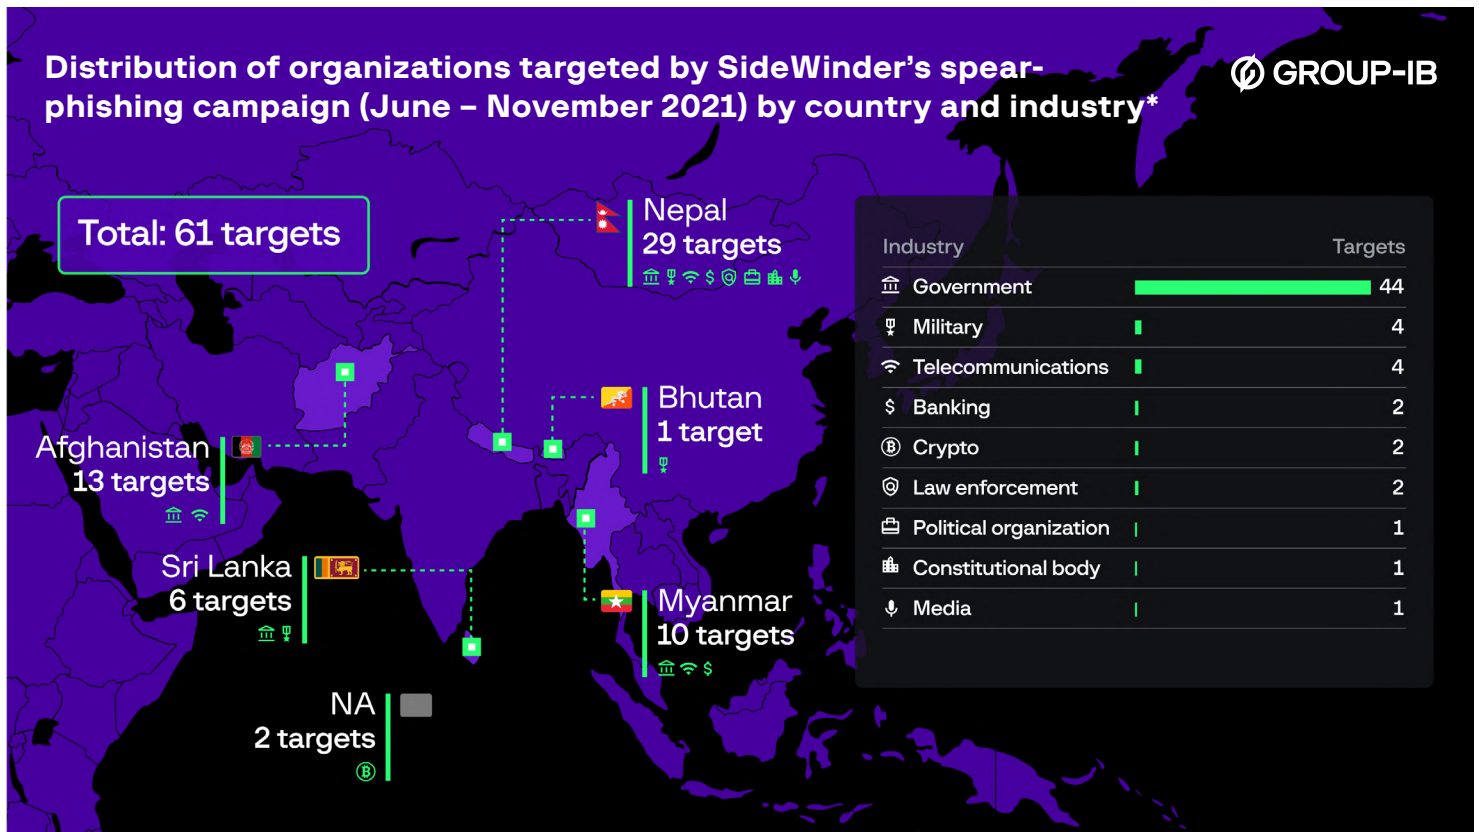 Distribution of organizations targeted by SideWinder's spear-
phishing campaign (June – November 2021) by country and industry*
GROUP-IB
Total: 61 targets
Nepal
29 targets
Bhutan
1 target
Afghanistan
13 targets
Sri Lanka
6 targets
Myanmar
10 targets
NA
2 targets
Industry Targets
Government 44
Military 4
Telecommunications 4
Banking 2
Crypto 2
Law enforcement 2
Political organization 1
Constitutional body 1
Media 1